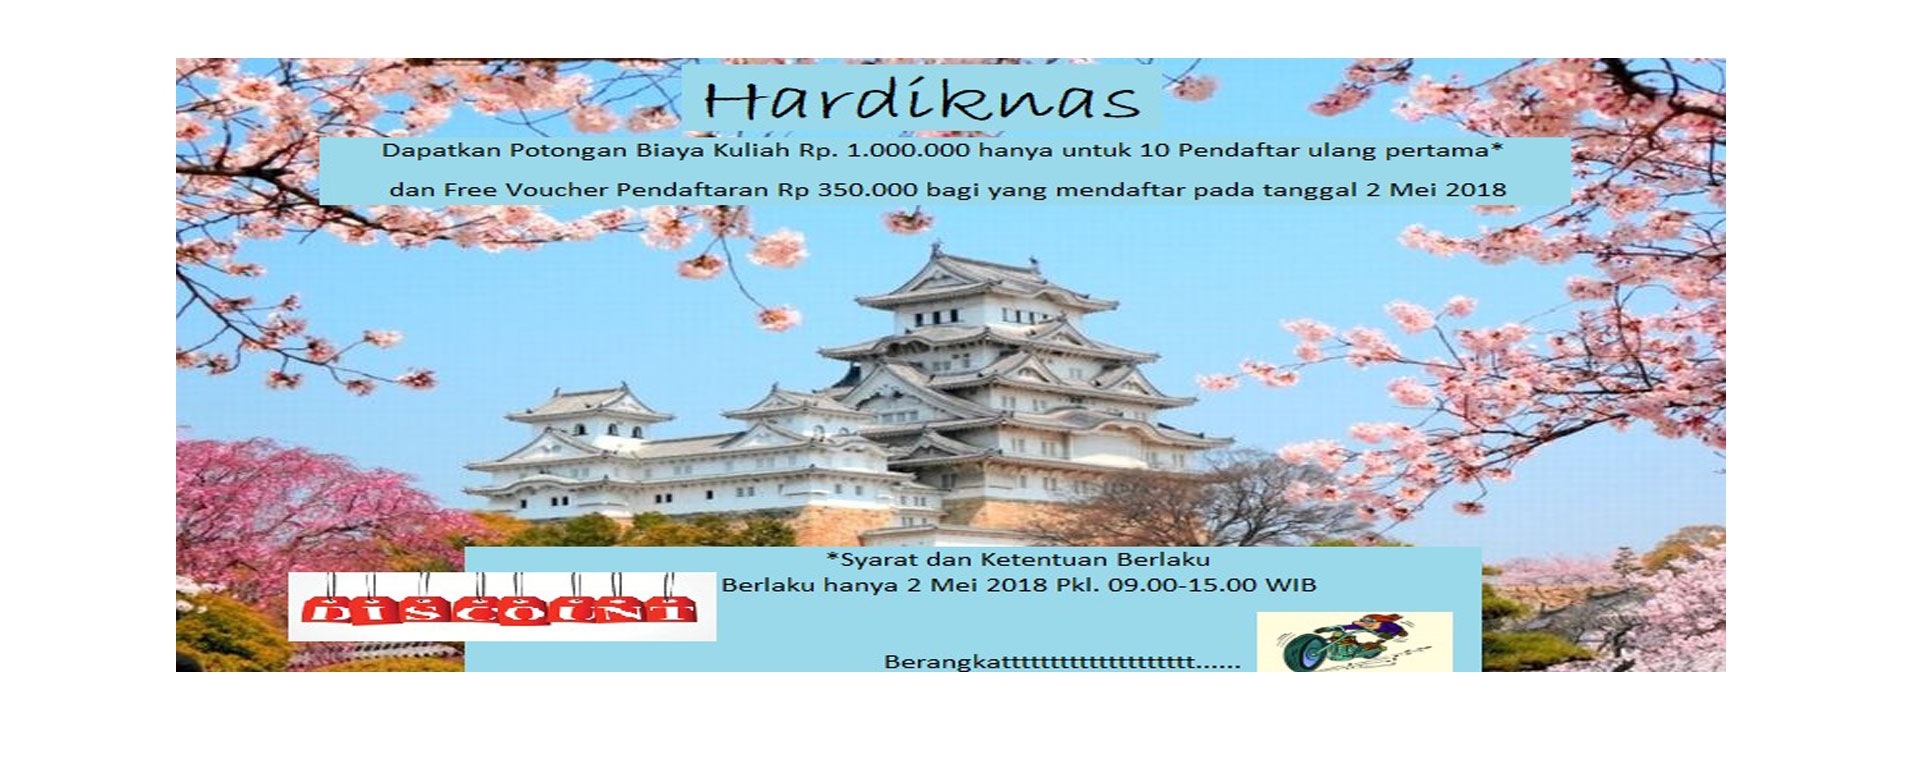 Hardiknas
Dapatkan Potongan Biaya Kuliah Rp. 1.000.000 hanya untuk 10 Pendaftar ulang pertama*
dan Free Voucher Pendaftaran Rp 350.000 bagi yang mendaftar pada tanggal 2 Mei 2018
*Syarat dan Ketentuan Berlaku
Berlaku hanya 2 Mei 2018 Pkl. 09.00-15.00 WIB
DISCOUNT
Berangkatttttttttttttttttttt......